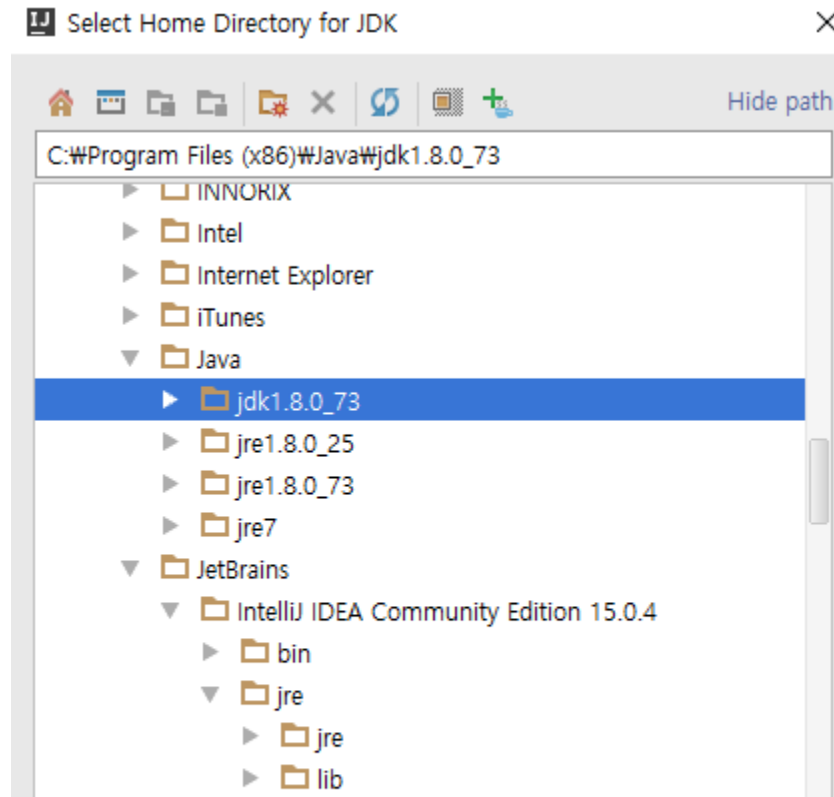 IJ Select Home Directory for JDK
Hide path
C:₩Program Files (x86)₩Java₩jdk1.8.0_73
INNORIX
Intel
Internet Explorer
iTunes
Java
jdk1.8.0_73
jre1.8.0_25
jre1.8.0_73
jre7
JetBrains
IntelliJ IDEA Community Edition 15.0.4
bin
jre
jre
lib